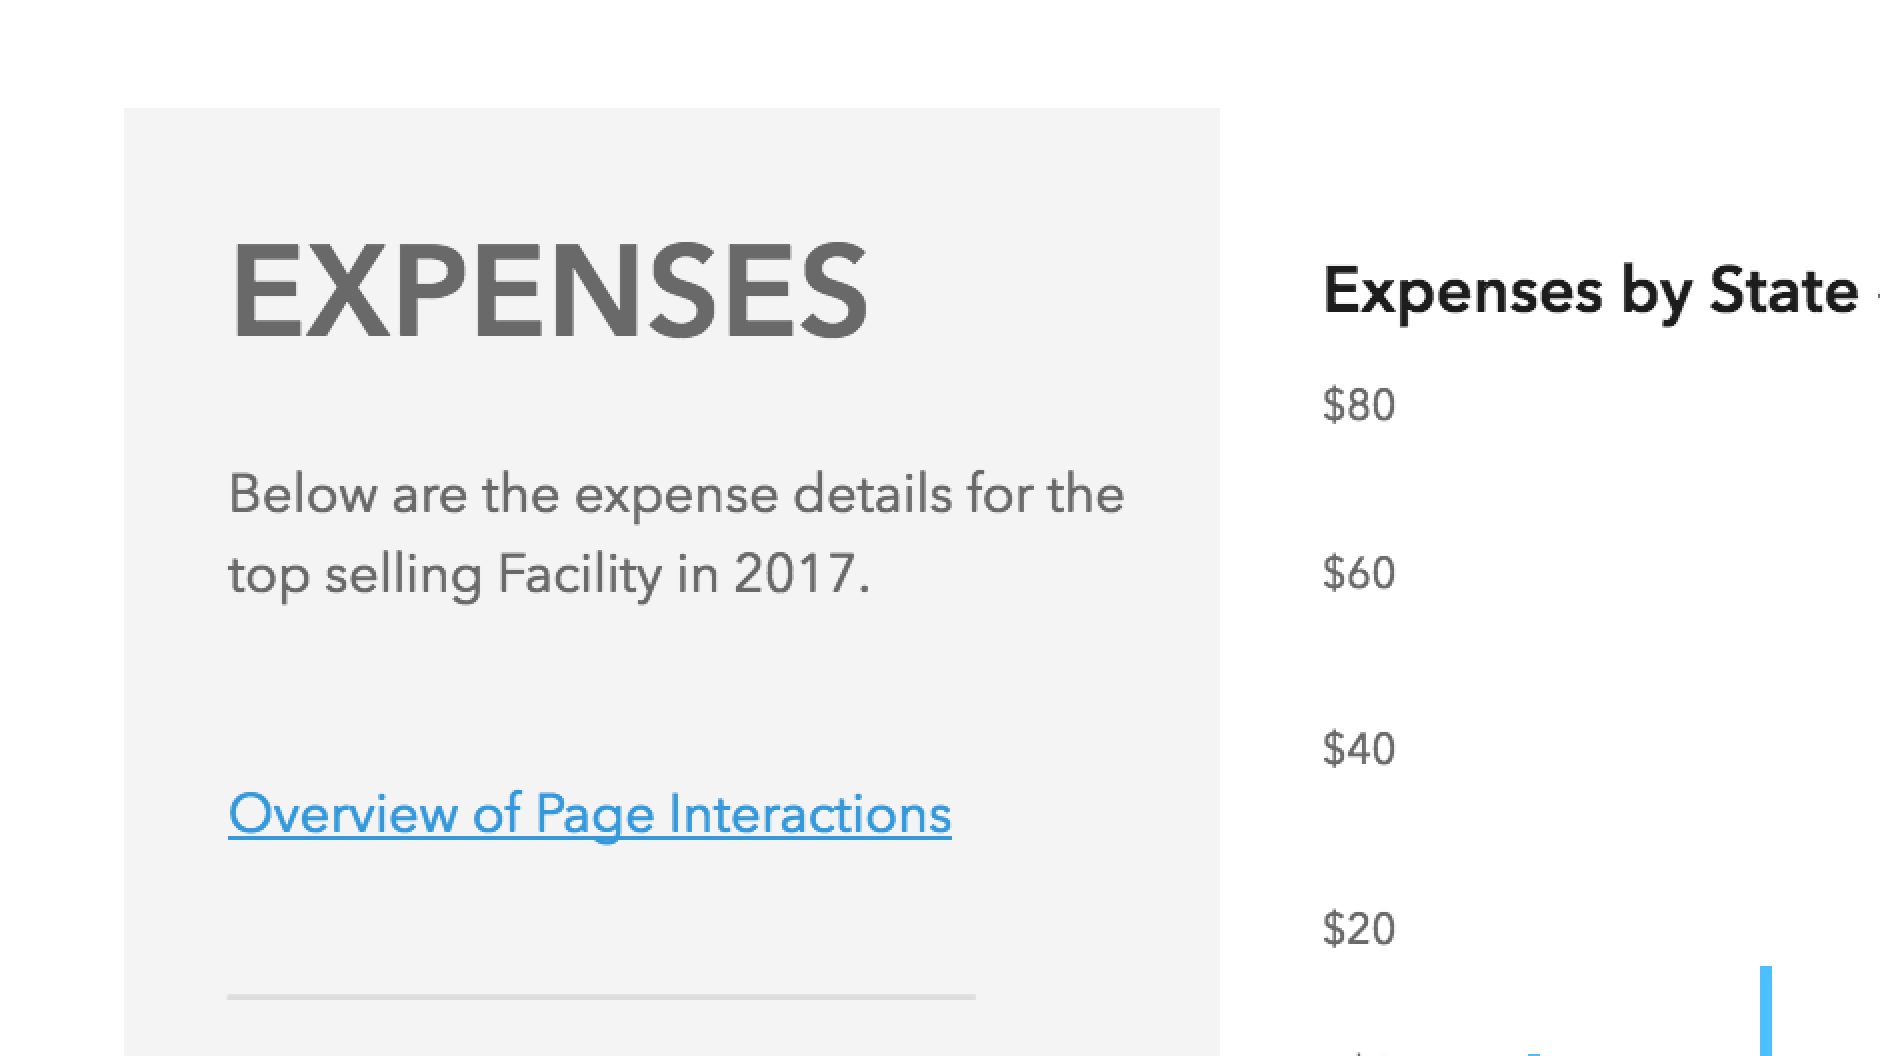 EXPENSES
Below are the expense details for the
top selling Facility in 2017.
Overview of Page Interactions
Expenses by State
$80
$60
$40
$20